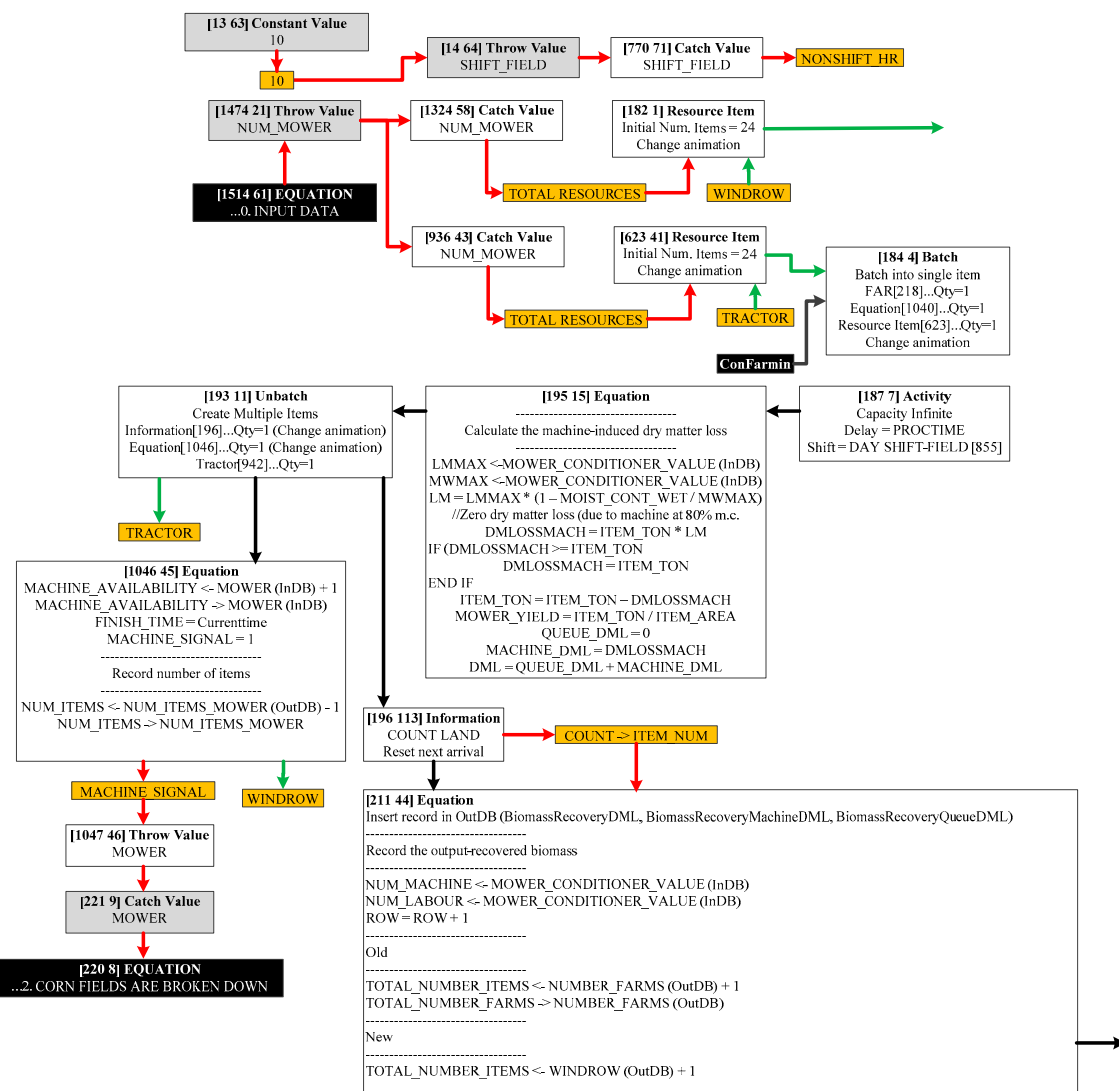 [13 63] Constant Value
10
10
[14 64] Throw Value
SHIFT_FIELD
[770 71] Catch Value
SHIFT_FIELD
NONSHIFT_HR
[1474 21] Throw Value
NUM_MOWER
[1324 58] Catch Value
NUM_MOWER
[182 1] Resource Item
Initial Num. Items = 24
Change animation
TOTAL RESOURCES
WINDROW
[1514 61] EQUATION
...0. INPUT DATA
[936 43] Catch Value
NUM_MOWER
[623 41] Resource Item
Initial Num. Items = 24
Change animation
TOTAL RESOURCES
TRACTOR
[184 4] Batch
Batch into single item
FAR[218]...Qty=1
Equation[1040]...Qty=1
Resource Item[623]...Qty=1
Change animation
ConFarmin
[193 11] Unbatch
Create Multiple Items
Information[196]...Qty=1 (Change animation)
Equation[1046]...Qty=1 (Change animation)
Tractor[942]...Qty=1
[195 15] Equation
----------------------------------
Calculate the machine-induced dry matter loss
----------------------------------
LMMAX <-MOWER_CONDITIONER_VALUE (InDB)
MWMAX <-MOWER_CONDITIONER_VALUE (InDB)
LM = LMMAX * (1 – MOIST_CONT_WET / MWMAX)
//Zero dry matter loss (due to machine at 80% m.c.
DMLOSSMACH = ITEM_TON * LM
IF (DMLOSSMACH >= ITEM_TON
DMLOSSMACH = ITEM_TON
END IF
ITEM_TON = ITEM_TON – DMLOSSMACH
MOWER_YIELD = ITEM_TON / ITEM_AREA
QUEUE_DML = 0
MACHINE_DML = DMLOSSMACH
DML = QUEUE_DML + MACHINE_DML
[187 7] Activity
Capacity Infinite
Delay = PROCTIME
Shift = DAY SHIFT-FIELD [855]
TRACTOR
[1046 45] Equation
MACHINE_AVAILABILITY <- MOWER (InDB) + 1
MACHINE_AVAILABILITY -> MOWER (InDB)
FINISH_TIME = Currenttime
MACHINE_SIGNAL = 1
----------------------------------
Record number of items
----------------------------------
NUM_ITEMS <- NUM_ITEMS_MOWER (OutDB) - 1
NUM_ITEMS -> NUM_ITEMS_MOWER
MACHINE_SIGNAL
WINDROW
[1047 46] Throw Value
MOWER
[221 9] Catch Value
MOWER
[220 8] EQUATION
...2. CORN FIELDS ARE BROKEN DOWN
[196 113] Information
COUNT LAND
Reset next arrival
COUNT -> ITEM_NUM
[211 44] Equation
Insert record in OutDB (BiomassRecoveryDML, BiomassRecoveryMachineDML, BiomassRecoveryQueueDML)
----------------------------------
Record the output-recovered biomass
----------------------------------
NUM_MACHINE <- MOWER_CONDITIONER_VALUE (InDB)
NUM_LABOUR <- MOWER_CONDITIONER_VALUE (InDB)
ROW = ROW + 1
----------------------------------
Old
----------------------------------
TOTAL_NUMBER_ITEMS <- NUMBER_FARMS (OutDB) + 1
TOTAL_NUMBER_FARMS -> NUMBER_FARMS (OutDB)
----------------------------------
New
----------------------------------
TOTAL_NUMBER_ITEMS <- WINDROW (OutDB) + 1